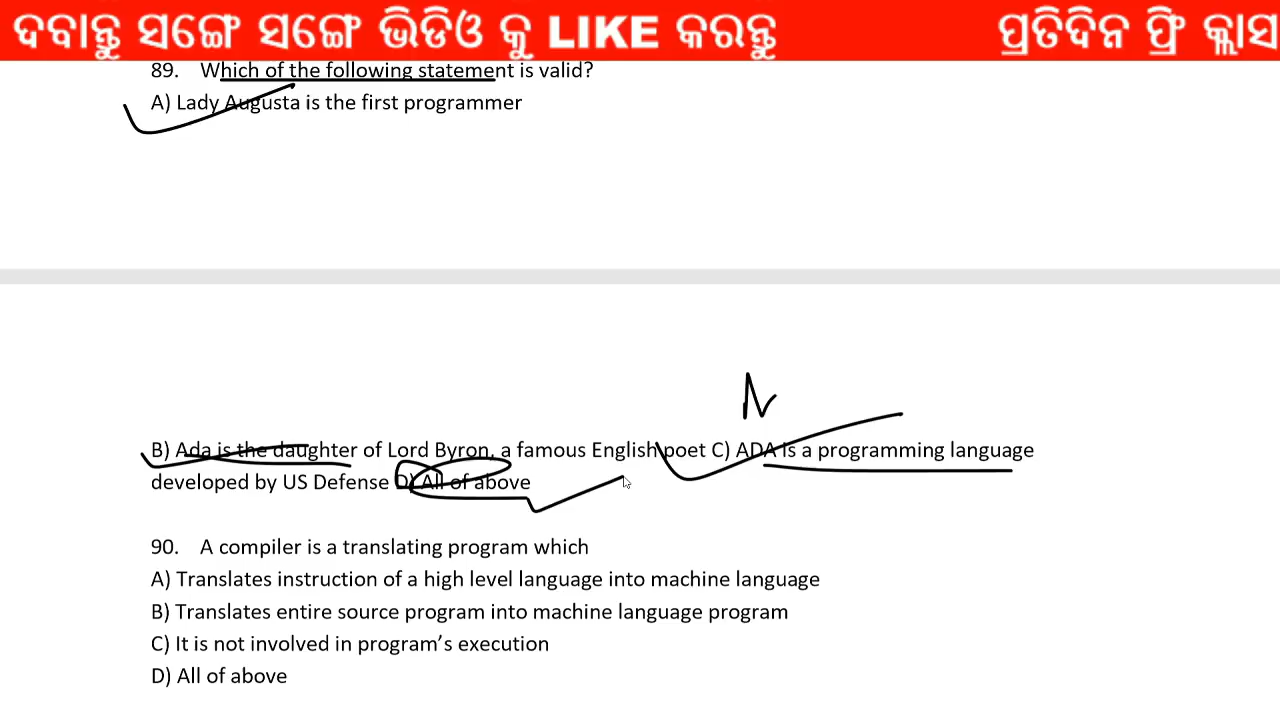 ଦବାନ୍ତୁ ସଙ୍ଗେ ସଙ୍ଗେ ଭିଡିଓ କୁ LIKE କରନ୍ତୁ ପ୍ରତିଦିନ ଫ୍ରି କ୍ଲାସ
89. Which of the following statement is valid?
A) Lady Augusta is the first programmer
N
B) Ada is the daughter of Lord Byron, a famous English poet C) ADA is a programming language
developed by US Defense D) All of above
90. A compiler is a translating program which
A) Translates instruction of a high level language into machine language
B) Translates entire source program into machine language program
C) It is not involved in program’s execution
D) All of above